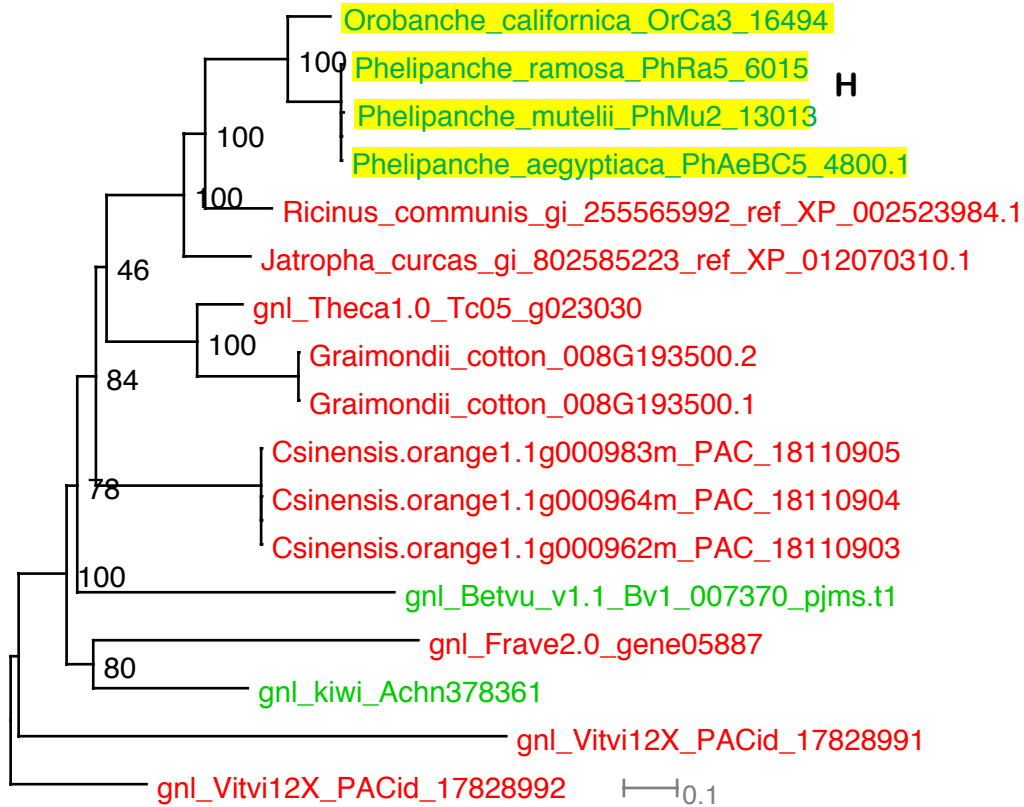 Orobanche_californica_OrCa3_16494
100
Phelipanche_ramosa_PhRa5_6015
H
Phelipanche_mutelii_PhMu2_13013
100
Phelipanche_aegyptiaca_PhAeBC5_4800.1
100
Ricinus_communis_gi_255565992_ref_XP_002523984.1
46
Jatropha_curcas_gi_802585223_ref_XP_012070310.1
gnl_Theca1.0_Tc05_g023030
100
Graimondii_cotton_008G193500.2
84
Graimondii_cotton_008G193500.1
Csinensis.orange1.1g000983m_PAC_18110905
78
Csinensis.orange1.1g000964m_PAC_18110904
Csinensis.orange1.1g000962m_PAC_18110903
100
gnl_Betvu_v1.1_Bv1_007370_pjms.t1
gnl_Frave2.0_gene05887
80
gnl_kiwi_Achn378361
gnl_Vitvi12X_PACid_17828991
gnl_Vitvi12X_PACid_17828992
0.1